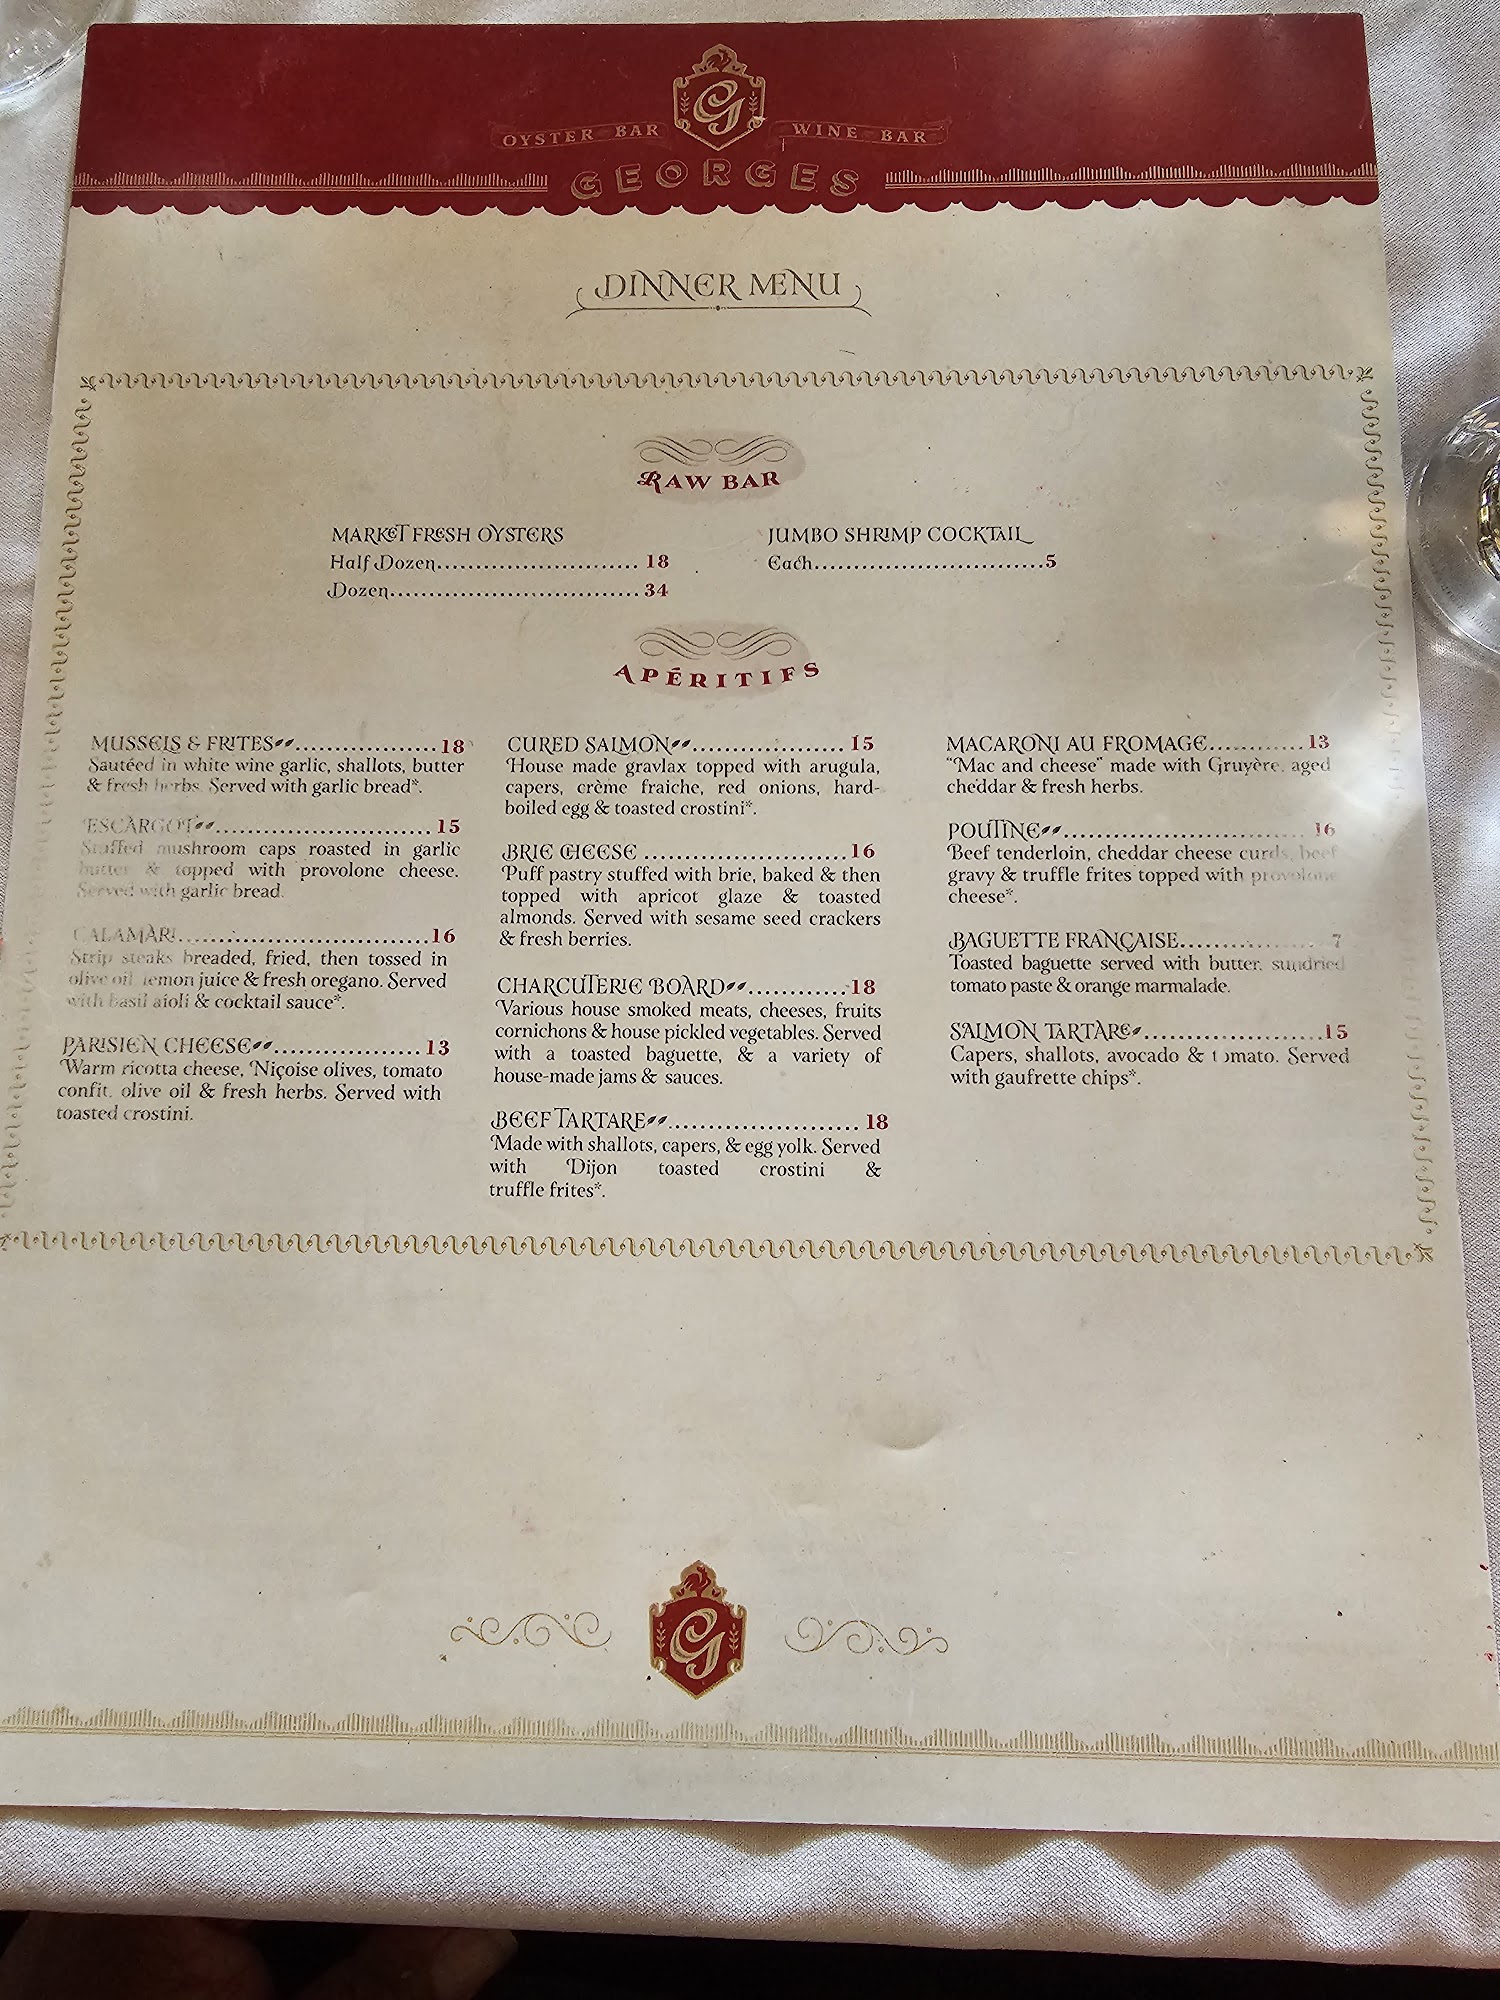 OYSTER BAR G WINE BAR
GEORGES
DINNER MENU
RAW BAR
MARKET FRESH OYSTERS
Half Dozen.......................... 18
Dozen................................ 34
JUMBO SHRIMP COCKTAIL
Each..............................5
APÉRITIFS
MUSSELS & FRITES..................18
Sautéed in white wine garlic, shallots, butter
& fresh herbs. Served with garlic bread*.
ESCARGOT............................15
Stuffed mushroom caps roasted in garlic
butter & topped with provolone cheese.
Served with garlic bread.
CALAMARI................................16
Strip steaks breaded, fried, then tossed in
olive oil, lemon juice & fresh oregano. Served
with basil aioli & cocktail sauce*.
PARISIEN CHEESE...................13
Warm ricotta cheese, Niçoise olives, tomato
confit, olive oil & fresh herbs. Served with
toasted crostini.
CURED SALMON....................15
House made gravlax topped with arugula,
capers, crème fraiche, red onions, hard-
boiled egg & toasted crostini*.
BRIE CHEESE..........................16
Puff pastry stuffed with brie, baked & then
topped with apricot glaze & toasted
almonds. Served with sesame seed crackers
& fresh berries.
CHARCUTERIE BOARD.............18
Various house smoked meats, cheeses, fruits
cornichons & house pickled vegetables. Served
with a toasted baguette, & a variety of
house-made jams & sauces.
BEEF TARTARE......................... 18
Made with shallots, capers, & egg yolk. Served
with Dijon toasted crostini &
truffle frites*.
MACARONI AU FROMAGE............13
"Mac and cheese" made with Gruyère, aged
cheddar & fresh herbs.
POUTINE................................ 16
Beef tenderloin, cheddar cheese curds, beef
gravy & truffle frites topped with provolone
cheese*.
BAGUETTE FRANÇAISE................. 7
Toasted baguette served with butter, sundried
tomato paste & orange marmalade.
SALMON TARTARE.......................15
Capers, shallots, avocado & tomato. Served
with gaufrette chips*.
G